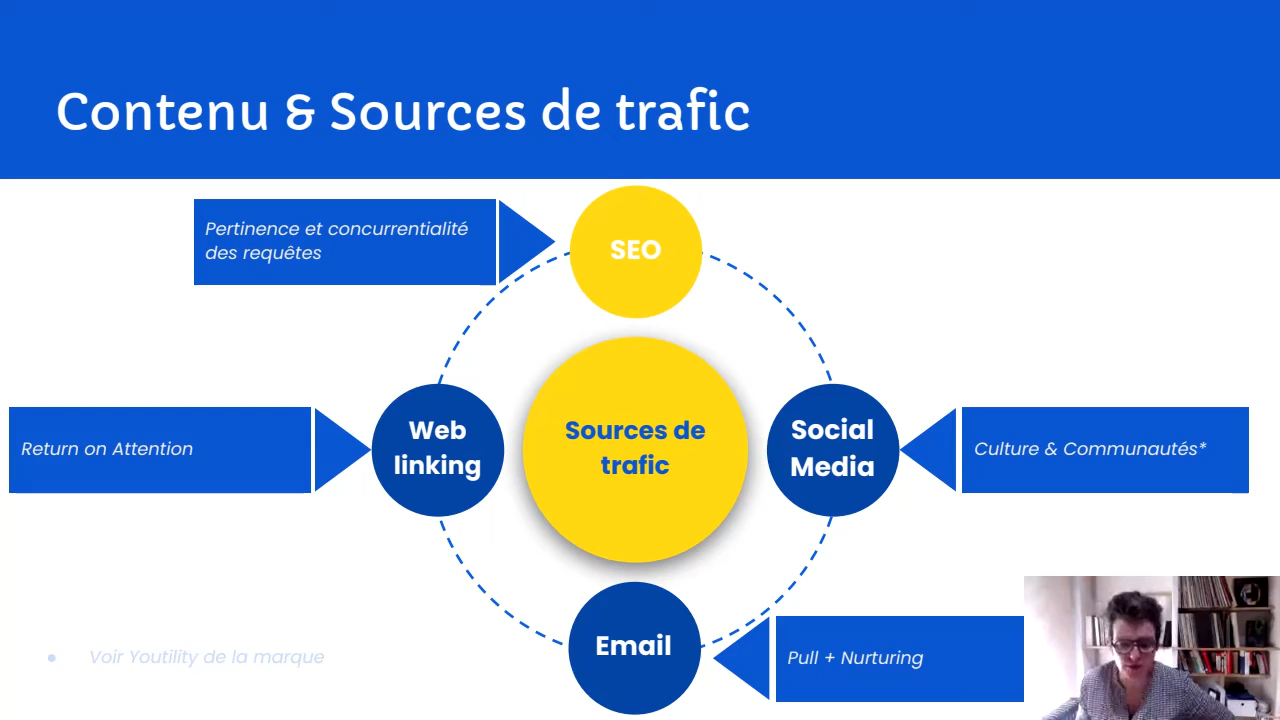 Contenu & Sources de trafic
Pertinence et concurrentialité
des requêtes
SEO
Return on Attention
Web
linking
Sources de
trafic
Social
Media
Culture & Communautés*
Email
Pull + Nurturing
• Voir Youtility de la marque